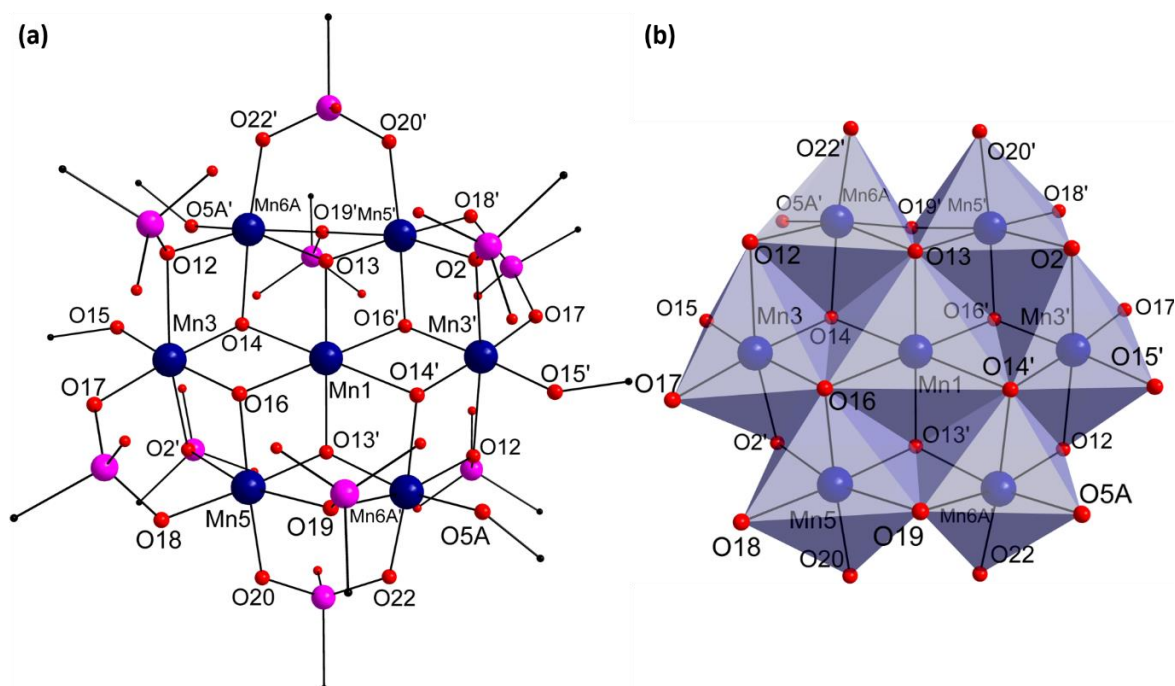 (a)
(b)
O22'
O20'
O5A'
Mn6A
O19'
Mn5'
O18'
O12
O13
O2
O15
Mn3
O14
O16'
Mn3'
O17
O17
O16
Mn1
O14'
O15'
O2'
O13'
O12
O18
Mn5
O19
Mn6A'
O5A
O20
O22
O22'
O20'
O5A'
Mn6A
O19'
Mn5'
O18'
O12
O13
O2
O15
Mn3
O14
O16'
Mn3'
O17
O17
O16
Mn1
O14'
O15'
O2'
O13'
O12
O18
Mn5
O19
Mn6A'
O5A
O20
O22